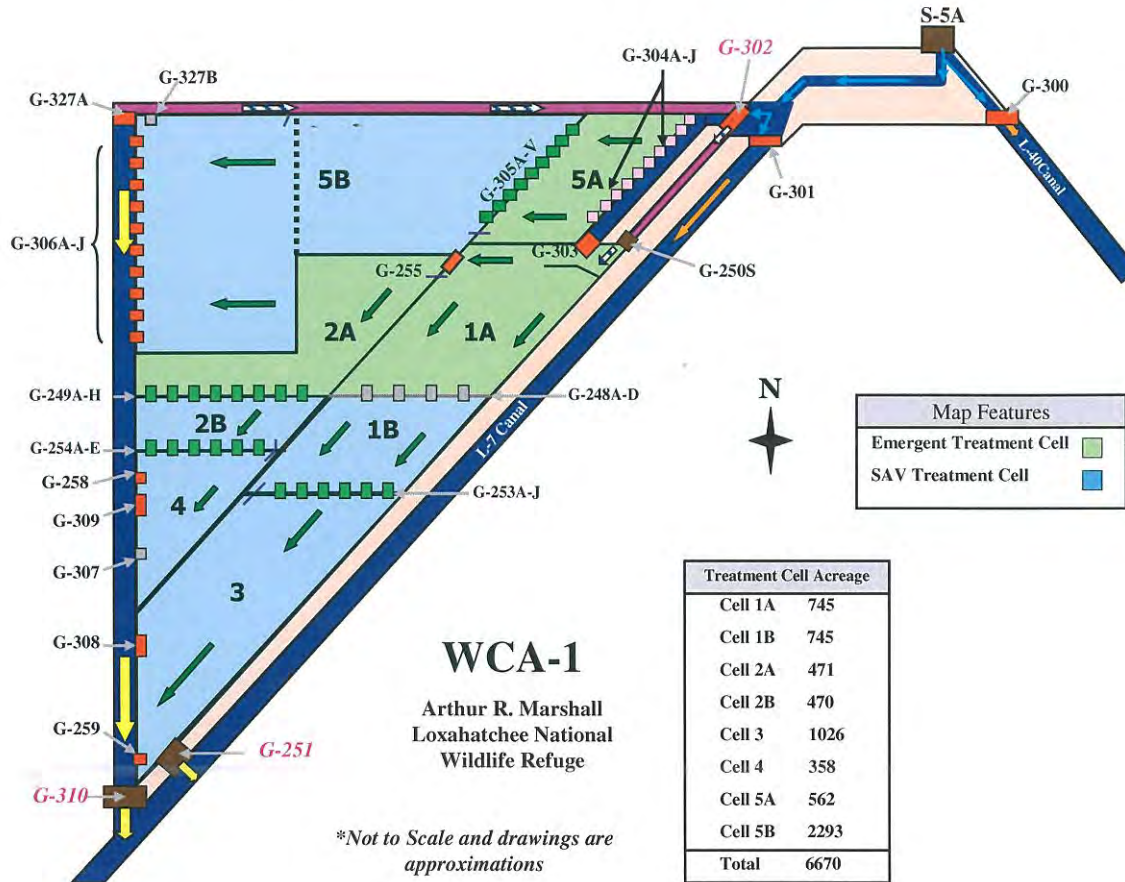 S-5A
G-302
G-304A-J
G-327B
G-327A
G-300
L-40Canal
G-305A-V
5A
5B
G-301
G-306A-J
G-303
G-255
G-250S
2A
1A
G-249A-H
G-248A-D
N
2B
1B
L-7 Canal
Map Features
Emergent Treatment Cell
SAV Treatment Cell
G-254A-E
G-258
G-253A-J
4
G-309
G-307
3
Treatment Cell Acreage
Cell 1A 745
Cell 1B 745
Cell 2A 471
Cell 2B 470
Cell 3 1026
Cell 4 358
Cell 5A 562
Cell 5B 2293
Total 6670
G-308
WCA-1
Arthur R. Marshall
Loxahatchee National
Wildlife Refuge
G-259
G-251
G-310
*Not to Scale and drawings are
approximations